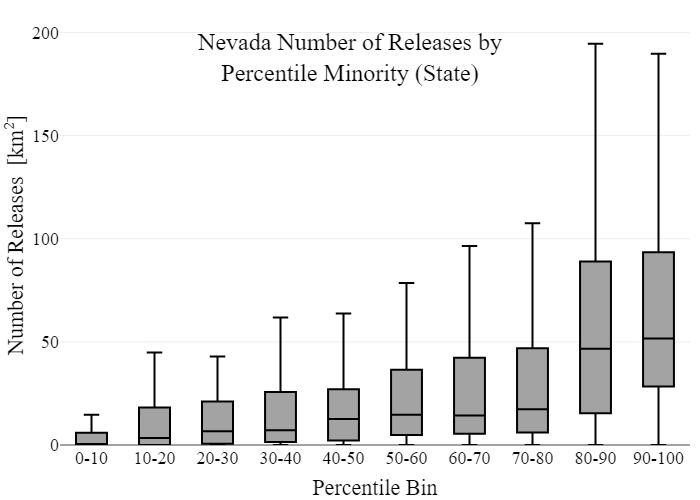 Nevada Number of Releases by
Percentile Minority (State)
Number of Releases [km²]
200
150
100
50
0
0-10 10-20 20-30 30-40 40-50 50-60 60-70 70-80 80-90 90-100
Percentile Bin